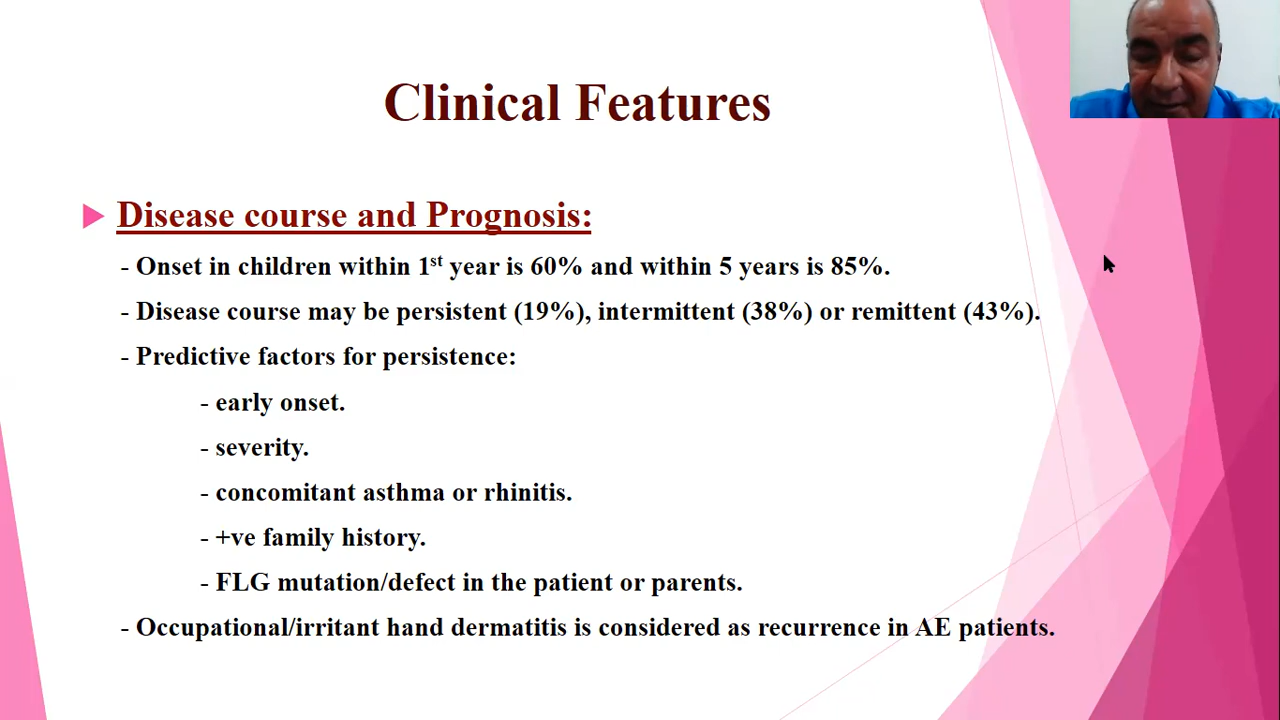 Clinical Features
Disease course and Prognosis:
- Onset in children within 1st year is 60% and within 5 years is 85%.
- Disease course may be persistent (19%), intermittent (38%) or remittent (43%).
- Predictive factors for persistence:
- early onset.
- severity.
- concomitant asthma or rhinitis.
- +ve family history.
- FLG mutation/defect in the patient or parents.
- Occupational/irritant hand dermatitis is considered as recurrence in AE patients.